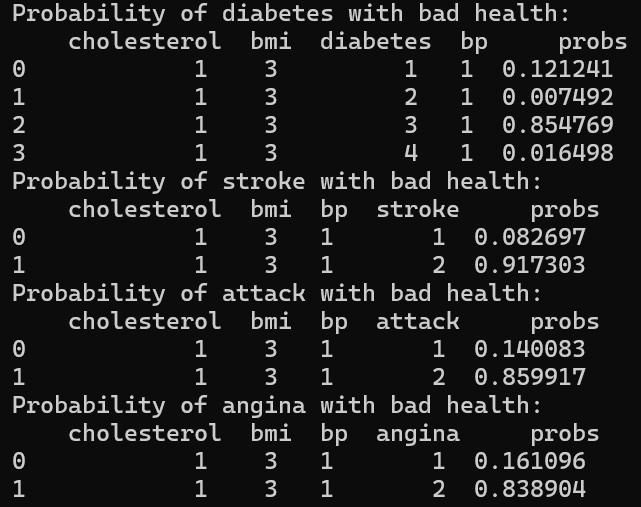 Probability of diabetes with bad health:
    cholesterol  bmi  diabetes  bp     probs
0             1    3         1   1  0.121241
1             1    3         2   1  0.007492
2             1    3         3   1  0.854769
3             1    3         4   1  0.016498
Probability of stroke with bad health:
    cholesterol  bmi  bp  stroke     probs
0             1    3   1       1  0.082697
1             1    3   1       2  0.917303
Probability of attack with bad health:
    cholesterol  bmi  bp  attack     probs
0             1    3   1       1  0.140083
1             1    3   1       2  0.859917
Probability of angina with bad health:
    cholesterol  bmi  bp  angina     probs
0             1    3   1       1  0.161096
1             1    3   1       2  0.838904